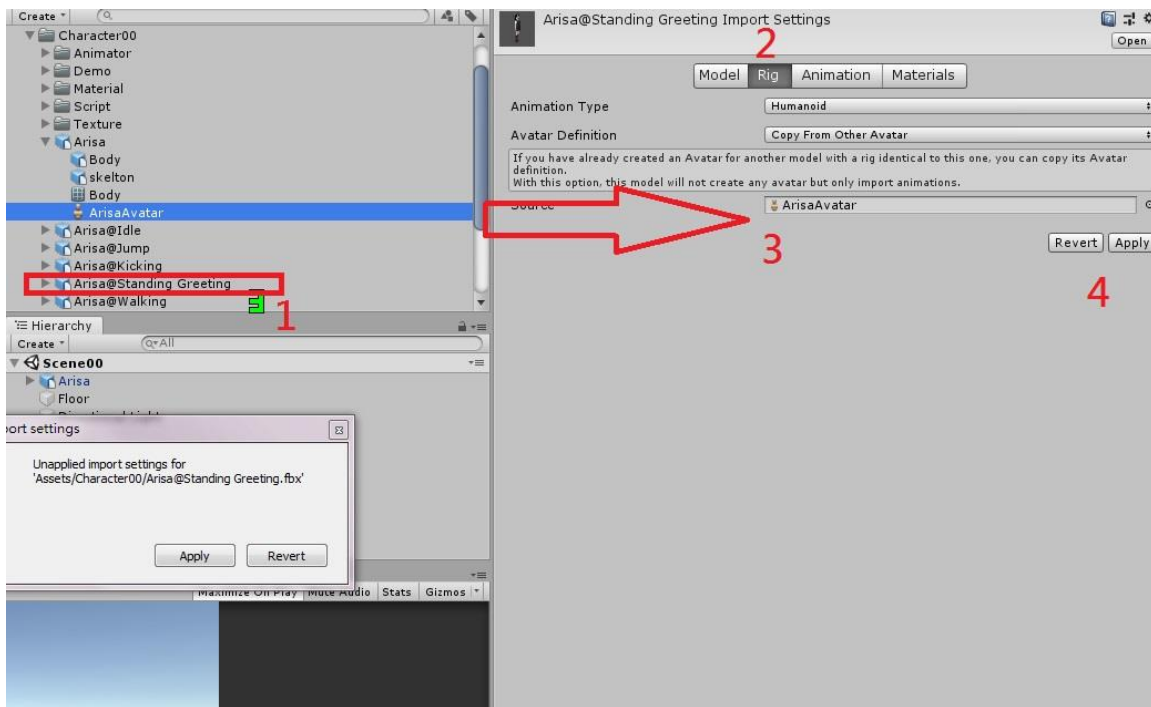 Create
Character00
Animator
Demo
Material
Script
Texture
Arisa
Body
skelton
Body
ArisaAvatar
Arisa@Idle
Arisa@Jump
Arisa@Kicking
Arisa@Standing Greeting
1
Arisa@Walking
Hierarchy
Create
All
Scene00
Arisa
Floor
port settings
Unapplied import settings for
'Assets/Character00/Arisa@Standing Greeting.fbx'
Apply Revert
Maximize On Play Mute Audio Stats Gizmos
Arisa@Standing Greeting Import Settings
Open
2
Model Rig Animation Materials
Animation Type Humanoid
Avatar Definition Copy From Other Avatar
If you have already created an Avatar for another model with a rig identical to this one, you can copy its Avatar
definition.
With this option, this model will not create any avatar but only import animations.
Source ArisaAvatar
3
Revert Apply
4